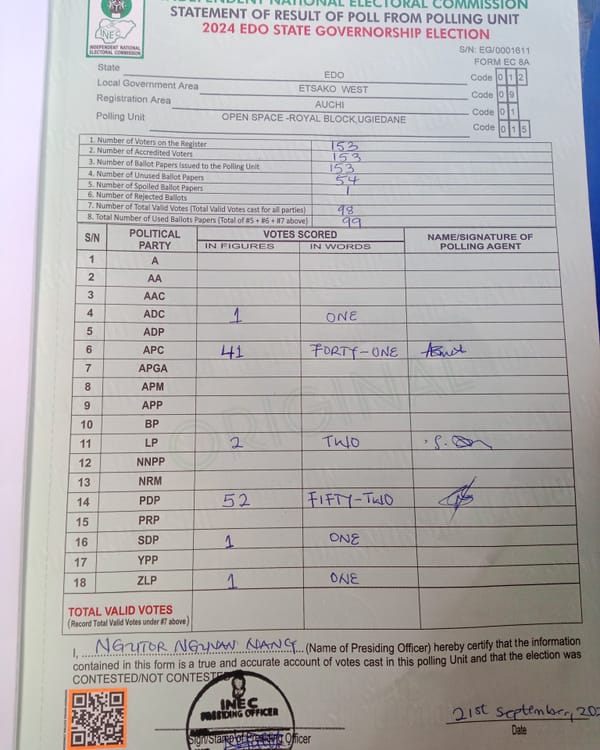 INDEPENDENT NATIONAL ELECTORAL COMMISSION
STATEMENT OF RESULT OF POLL FROM POLLING UNIT
2024 EDO STATE GOVERNORSHIP ELECTION
INEC
INDEPENDENT NATIONAL
ELECTORAL COMMISSION
S/N: EG/0001611
FORM EC 8A
State EDO Code 0 1 2
Local Government Area ETSAKO WEST Code 0 9
Registration Area AUCHI Code 0 1
Polling Unit OPEN SPACE -ROYAL BLOCK,UGIEDANE Code 0 1 5
1. Number of Voters on the Register 153
2. Number of Accredited Voters 153
3. Number of Ballot Papers Issued to the Polling Unit 153
4. Number of Unused Ballot Papers 54
5. Number of Spoiled Ballot Papers 1
6. Number of Rejected Ballots
7. Number of Total Valid Votes (Total Valid Votes cast for all parties) 98
8. Total Number of Used Ballots Papers (Total of #5 + #6 + #7 above) 99
S/N POLITICAL PARTY VOTES SCORED NAME/SIGNATURE OF POLLING AGENT
IN FIGURES IN WORDS
1 A
2 AA
3 AAC
4 ADC 1 ONE
5 ADP
6 APC 41 FORTY-ONE
7 APGA
8 APM
9 APP
10 BP
11 LP 2 TWO
12 NNPP
13 NRM
14 PDP 52 FIFTY-TWO
15 PRP
16 SDP 1 ONE
17 YPP
18 ZLP 1 ONE
ORIGINAL
TOTAL VALID VOTES
(Record Total Valid Votes under #7 above)
I, (Name of Presiding Officer) hereby certify that the information
contained in this form is a true and accurate account of votes cast in this polling Unit and that the election was
CONTESTED/NOT CONTESTED
INEC
PRESIDING OFFICER
Sign/Stamp of Presiding Officer
21st September, 20
Date